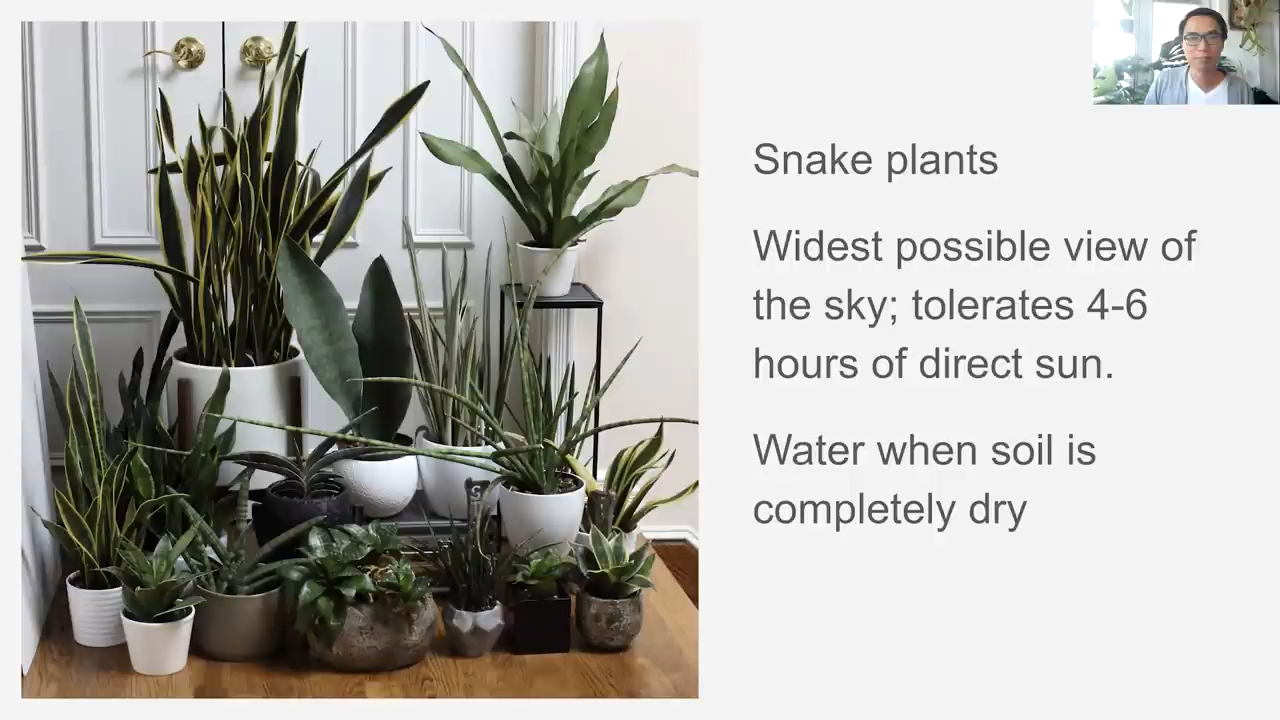 Snake plants
Widest possible view of
the sky; tolerates 4-6
hours of direct sun.
Water when soil is
completely dry